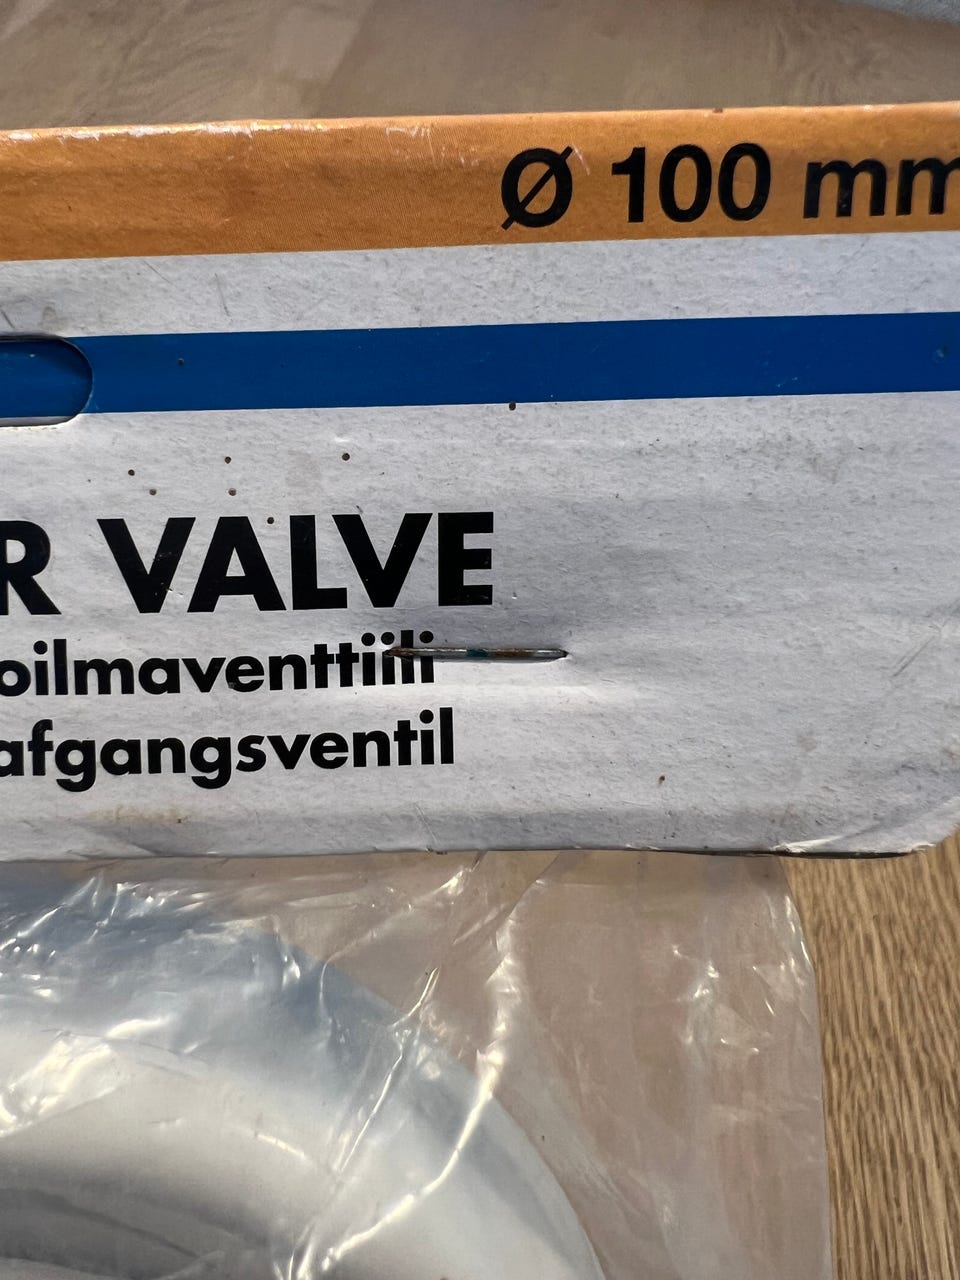 Ø 100 mm
R VALVE
oilmaventtiili
afgangsventil